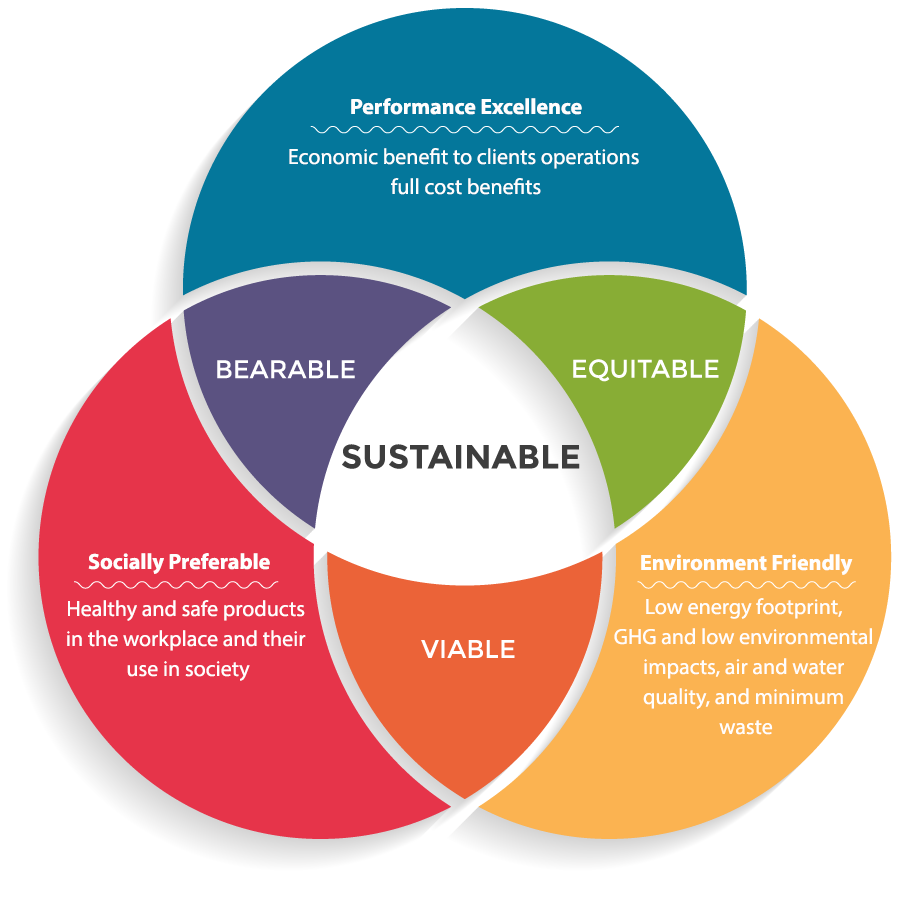 Performance Excellence
Economic benefit to clients operations
full cost benefits
BEARABLE
EQUITABLE
SUSTAINABLE
Socially Preferable
Healthy and safe products
in the workplace and their
use in society
Environment Friendly
Low energy footprint,
GHG and low environmental
impacts, air and water
quality, and minimum
waste
VIABLE